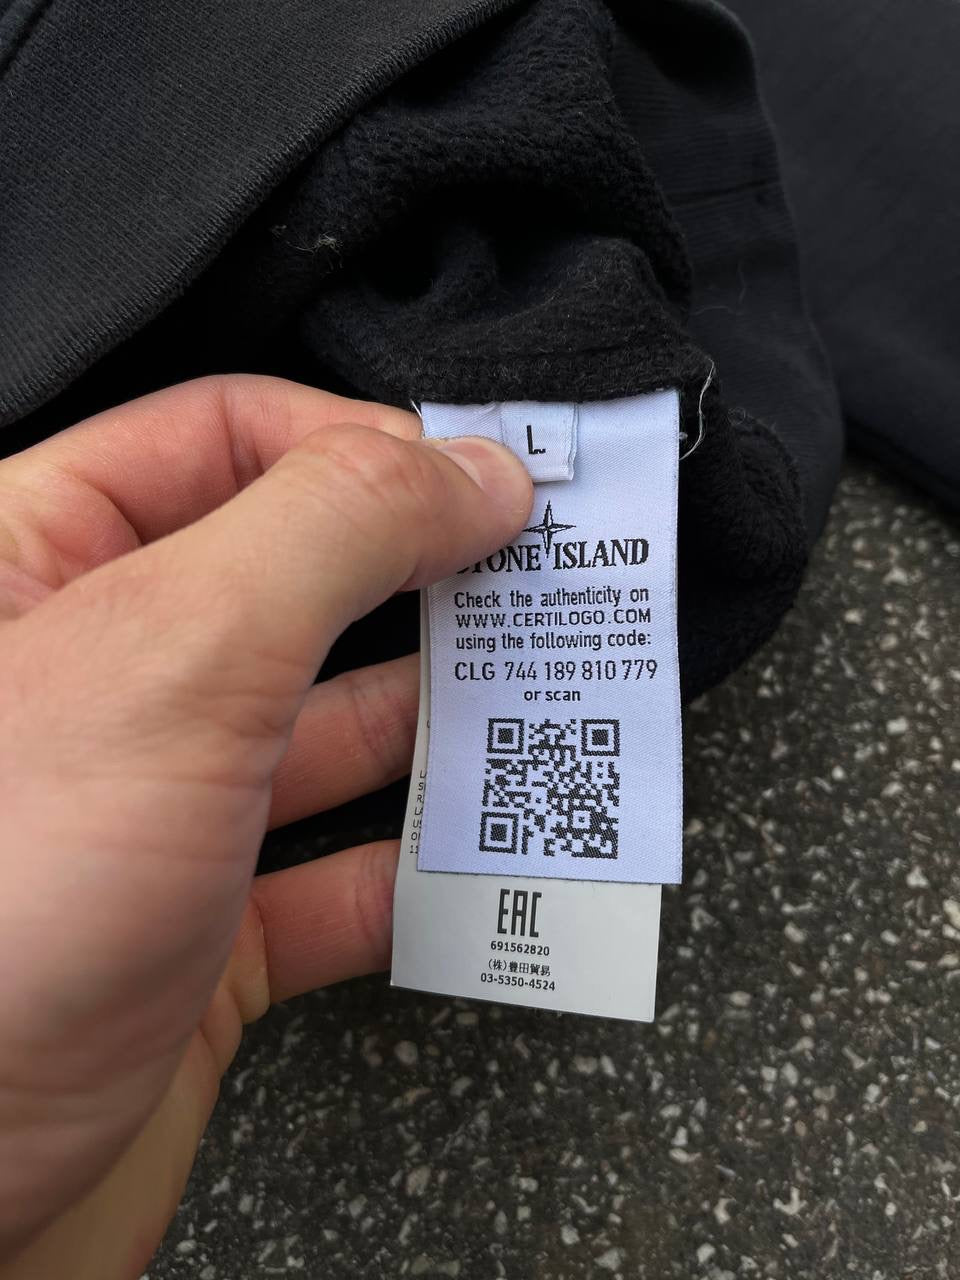 L
STONE ISLAND
Check the authenticity on
WWW.CERTILOGO.COM
using the following code:
CLG 744 189 810 779
or scan
EAC
691562820
(株)豊田貿易
03-5350-4524